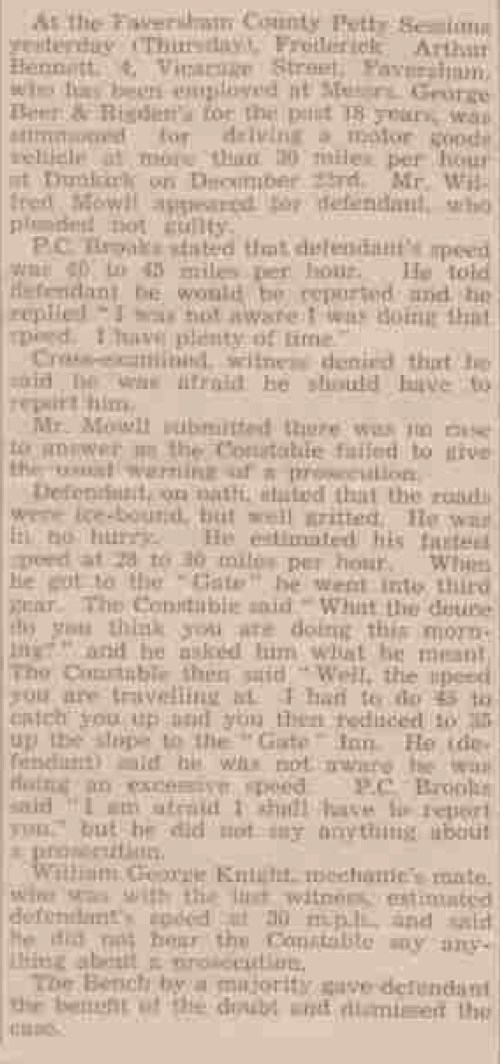 At the Faversham County Petty Sessions
yesterday (Thursday), Frederick Arthur
Bennett, 4, Vicarage Street, Faversham,
who has been employed at Messrs. George
Beer & Rigden's for the past 18 years, was
summoned for driving a motor goods
vehicle at more than 30 miles per hour
at Dunkirk on December 23rd. Mr. Wil-
fred Mowll appeared for defendant, who
pleaded not guilty.
P.C. Brooks stated that defendant's speed
was 40 to 45 miles per hour. He told
defendant he would be reported and he
replied "I was not aware I was doing that
speed. I have plenty of time."
Cross-examined, witness denied that he
said he was afraid he should have to
report him.
Mr. Mowll submitted there was no case
to answer as the Constable failed to give
the usual warning of a prosecution.
Defendant, on oath, stated that the roads
were ice-bound, but well gritted. He was
in no hurry. He estimated his fastest
speed at 28 to 30 miles per hour. When
he got to the "Gate" he went into third
gear. The Constable said "What the deuce
do you think you are doing this morn-
ing?" and he asked him what he meant.
The Constable then said "Well, the speed
you are travelling at. I had to do 45 to
catch you up and you then reduced to 35
up the slope to the "Gate" Inn. He (de-
fendant) said he was not aware he was
doing an excessive speed. P.C. Brooks
said "I am afraid I shall have to report
you," but he did not say anything about
a prosecution.
William George Knight, mechanic's mate,
who was with the last witness, estimated
defendant's speed at 30 m.p.h., and said
he did not hear the Constable say any-
thing about a prosecution.
The Bench by a majority gave defendant
the benefit of the doubt and dismissed the
case.